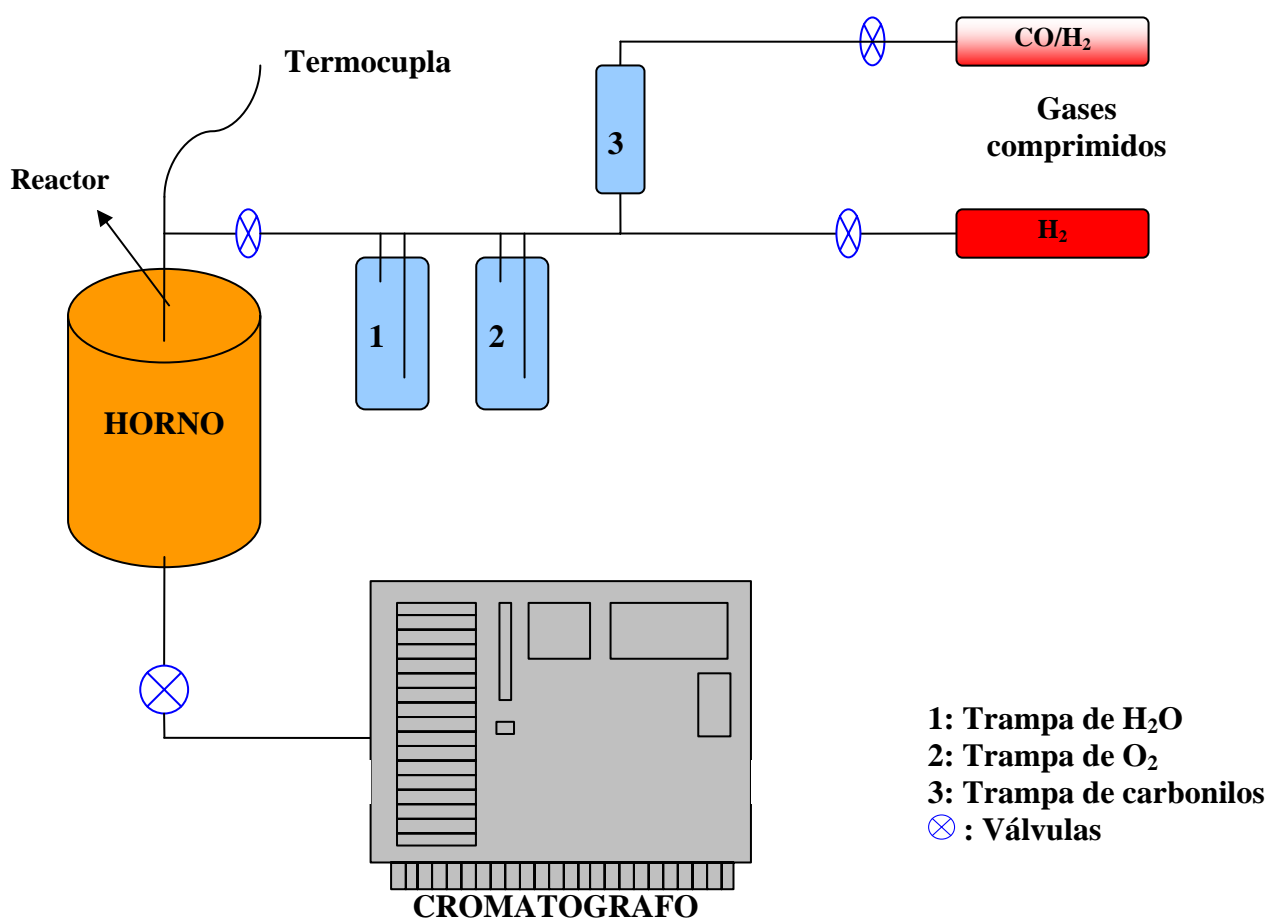 CO/H₂
Termocupla
Gases
comprimidos
3
Reactor
H₂
1
2
HORNO
1: Trampa de H₂O
2: Trampa de O₂
3: Trampa de carbonilos
: Válvulas
CROMATOGRAFO